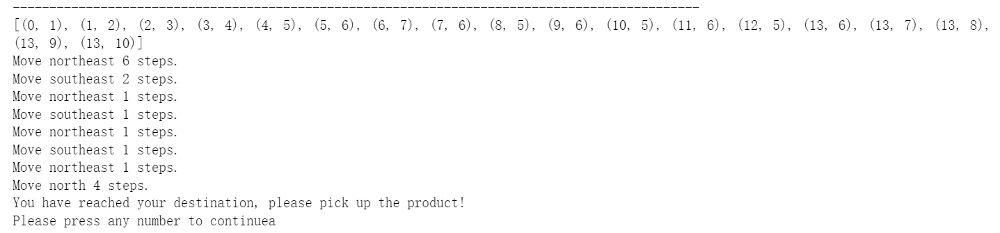 ----------------------------------------------------------------------------------------------
[(0, 1), (1, 2), (2, 3), (3, 4), (4, 5), (5, 6), (6, 7), (7, 6), (8, 5), (9, 6), (10, 5), (11, 6), (12, 5), (13, 6), (13, 7), (13, 8),
(13, 9), (13, 10)]
Move northeast 6 steps.
Move southeast 2 steps.
Move northeast 1 steps.
Move southeast 1 steps.
Move northeast 1 steps.
Move southeast 1 steps.
Move northeast 1 steps.
Move north 4 steps.
You have reached your destination, please pick up the product!
Please press any number to continuea